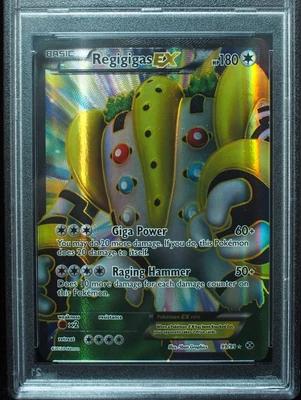 BASIC Regigigas EX HP180
Giga Power 60+
You may do 20 more damage. If you do, this Pokémon
does 20 damage to itself.
Raging Hammer 50+
Does 10 more damage for each damage counter
on this Pokémon.
weakness
×2
retreat
Pokémon EX rule
99/99